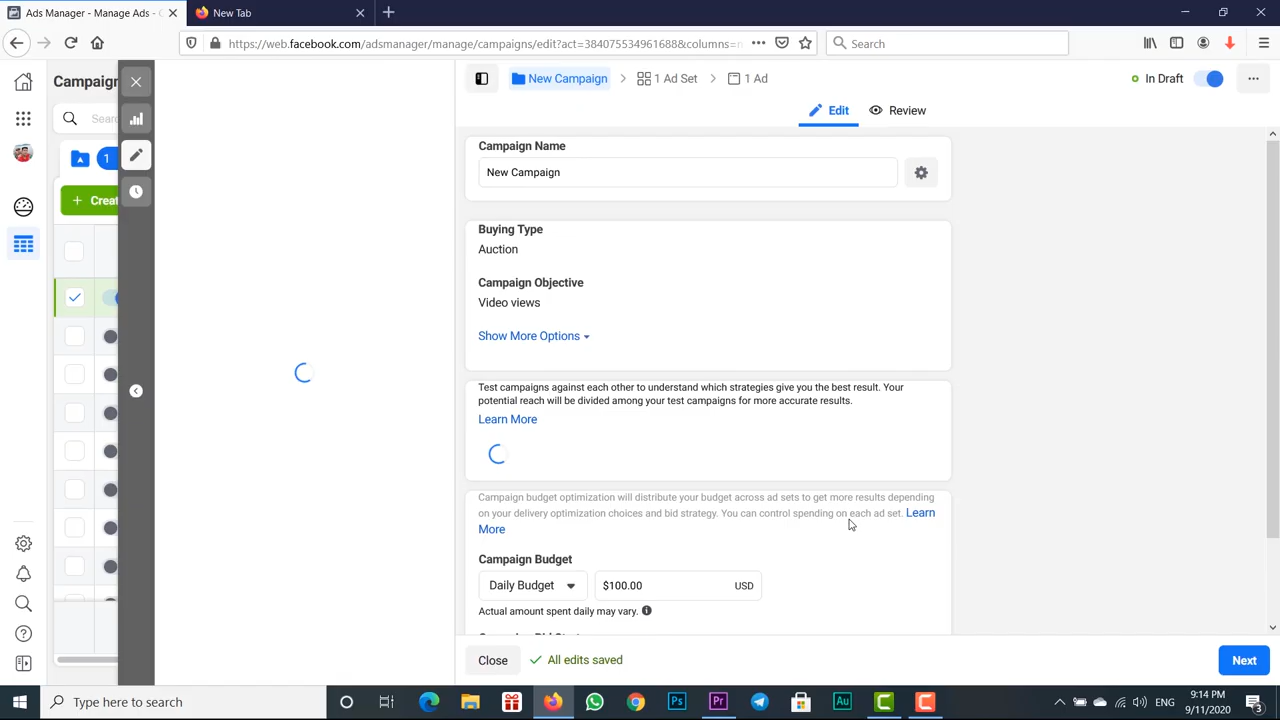 Ads Manager - Manage Ads - C
New Tab
https://web.facebook.com/adsmanager/manage/campaigns/edit?act=384075534961688&columns=n
Search
Campaign
Sear
1
+ Crea
New Campaign
1 Ad Set
1 Ad
In Draft
Edit
Review
Campaign Name
New Campaign
Buying Type
Auction
Campaign Objective
Video views
Show More Options
Test campaigns against each other to understand which strategies give you the best result. Your
potential reach will be divided among your test campaigns for more accurate results.
Learn More
Campaign budget optimization will distribute your budget across ad sets to get more results depending
on your delivery optimization choices and bid strategy. You can control spending on each ad set. Learn
More
Campaign Budget
Daily Budget
$100.00
USD
Actual amount spent daily may vary.
Close
All edits saved
Next
Type here to search
Ps
Pr
Au
ENG
9:14 PM
9/11/2020
3